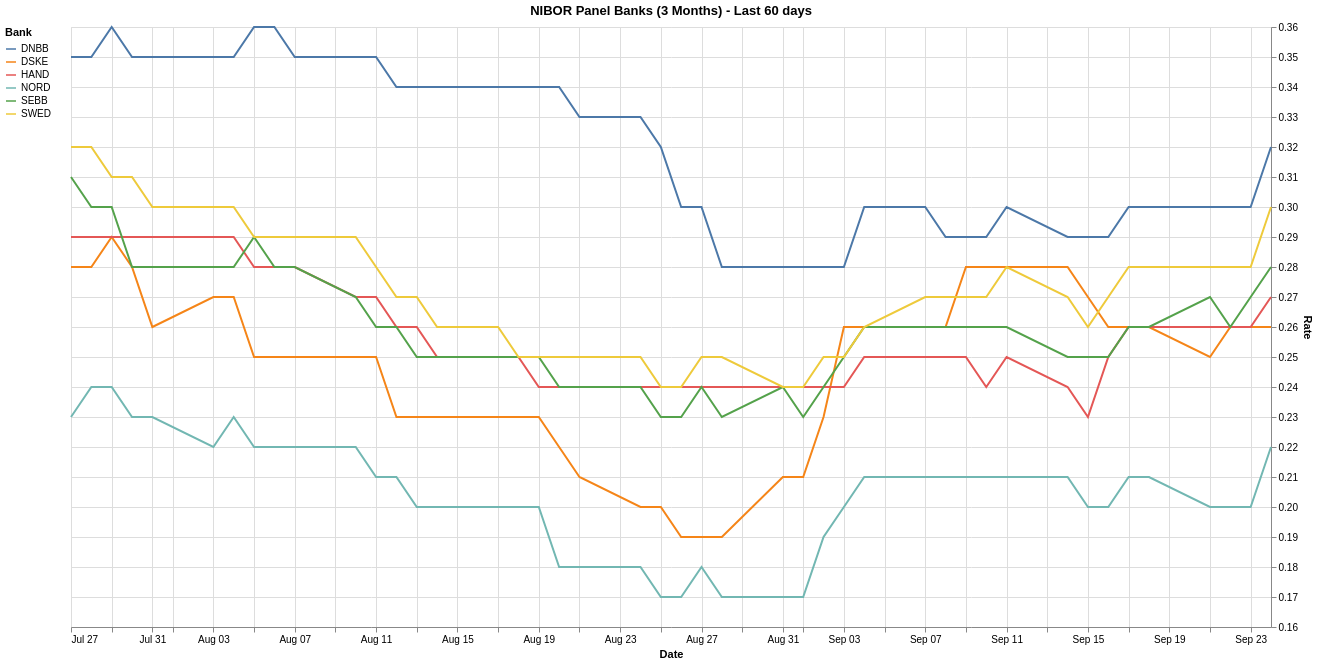 NIBOR Panel Banks (3 Months) - Last 60 days
Bank
DNBB
DSKE
HAND
NORD
SEBB
SWED
0.36
0.35
0.34
0.33
0.32
0.31
0.30
0.29
0.28
0.27
0.26
0.25
0.24
0.23
0.22
0.21
0.20
0.19
0.18
0.17
0.16
Rate
Jul 27 Jul 31 Aug 03 Aug 07 Aug 11 Aug 15 Aug 19 Aug 23 Aug 27 Aug 31 Sep 03 Sep 07 Sep 11 Sep 15 Sep 19 Sep 23
Date